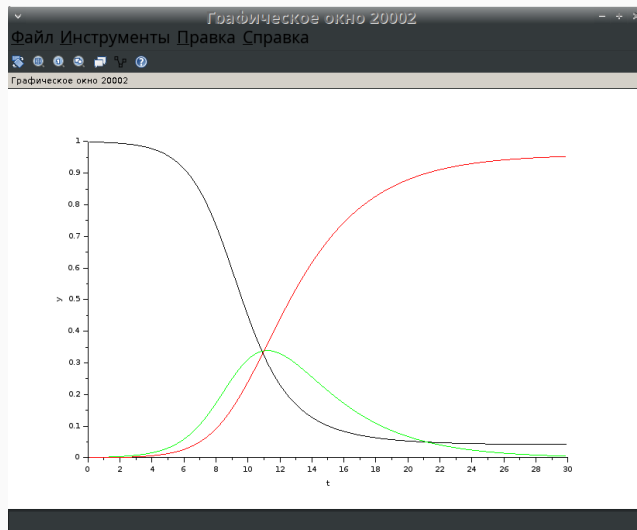 Графическое окно 20002
Файл Инструменты Правка Справка
Графическое окно 20002
1
0.9
0.8
0.7
0.6
y 0.5
0.4
0.3
0.2
0.1
0
0 2 4 6 8 10 12 14 16 18 20 22 24 26 28 30
t